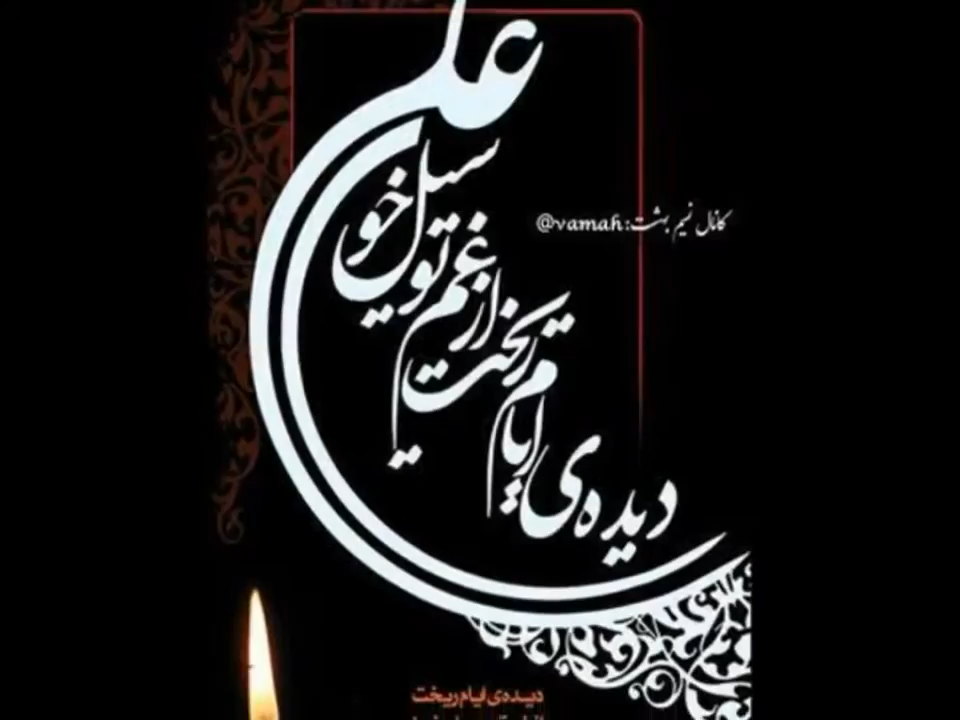 علی
سیل خون
از غم تو
ریخت
دیده‌ی ایام
کانال نسیم بهشت: @vamah
دیده‌ی ایام ریخت